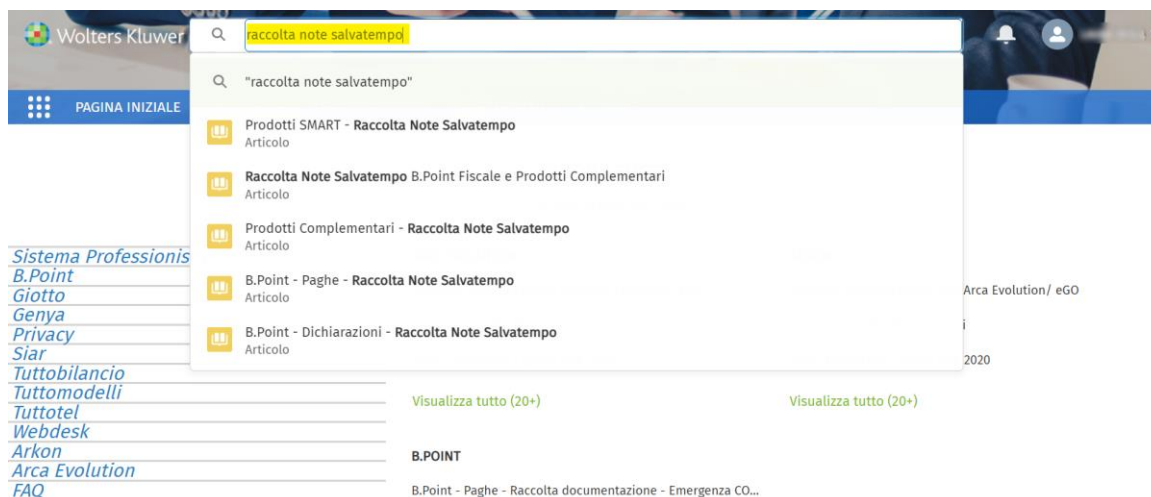 Wolters Kluwer
raccolta note salvatempo
"raccolta note salvatempo"
PAGINA INIZIALE
Prodotti SMART - Raccolta Note Salvatempo
Articolo
Raccolta Note Salvatempo B.Point Fiscale e Prodotti Complementari
Articolo
Prodotti Complementari - Raccolta Note Salvatempo
Articolo
B.Point - Paghe - Raccolta Note Salvatempo
Articolo
B.Point - Dichiarazioni - Raccolta Note Salvatempo
Articolo
Sistema Professionis
B.Point
Giotto
Genya
Privacy
Siar
Tuttobilancio
Tuttomodelli
Tuttotel
Webdesk
Arkon
Arca Evolution
FAQ
Arca Evolution/ eGO
i
2020
Visualizza tutto (20+)
Visualizza tutto (20+)
B.POINT
B.Point - Paghe - Raccolta documentazione - Emergenza CO...